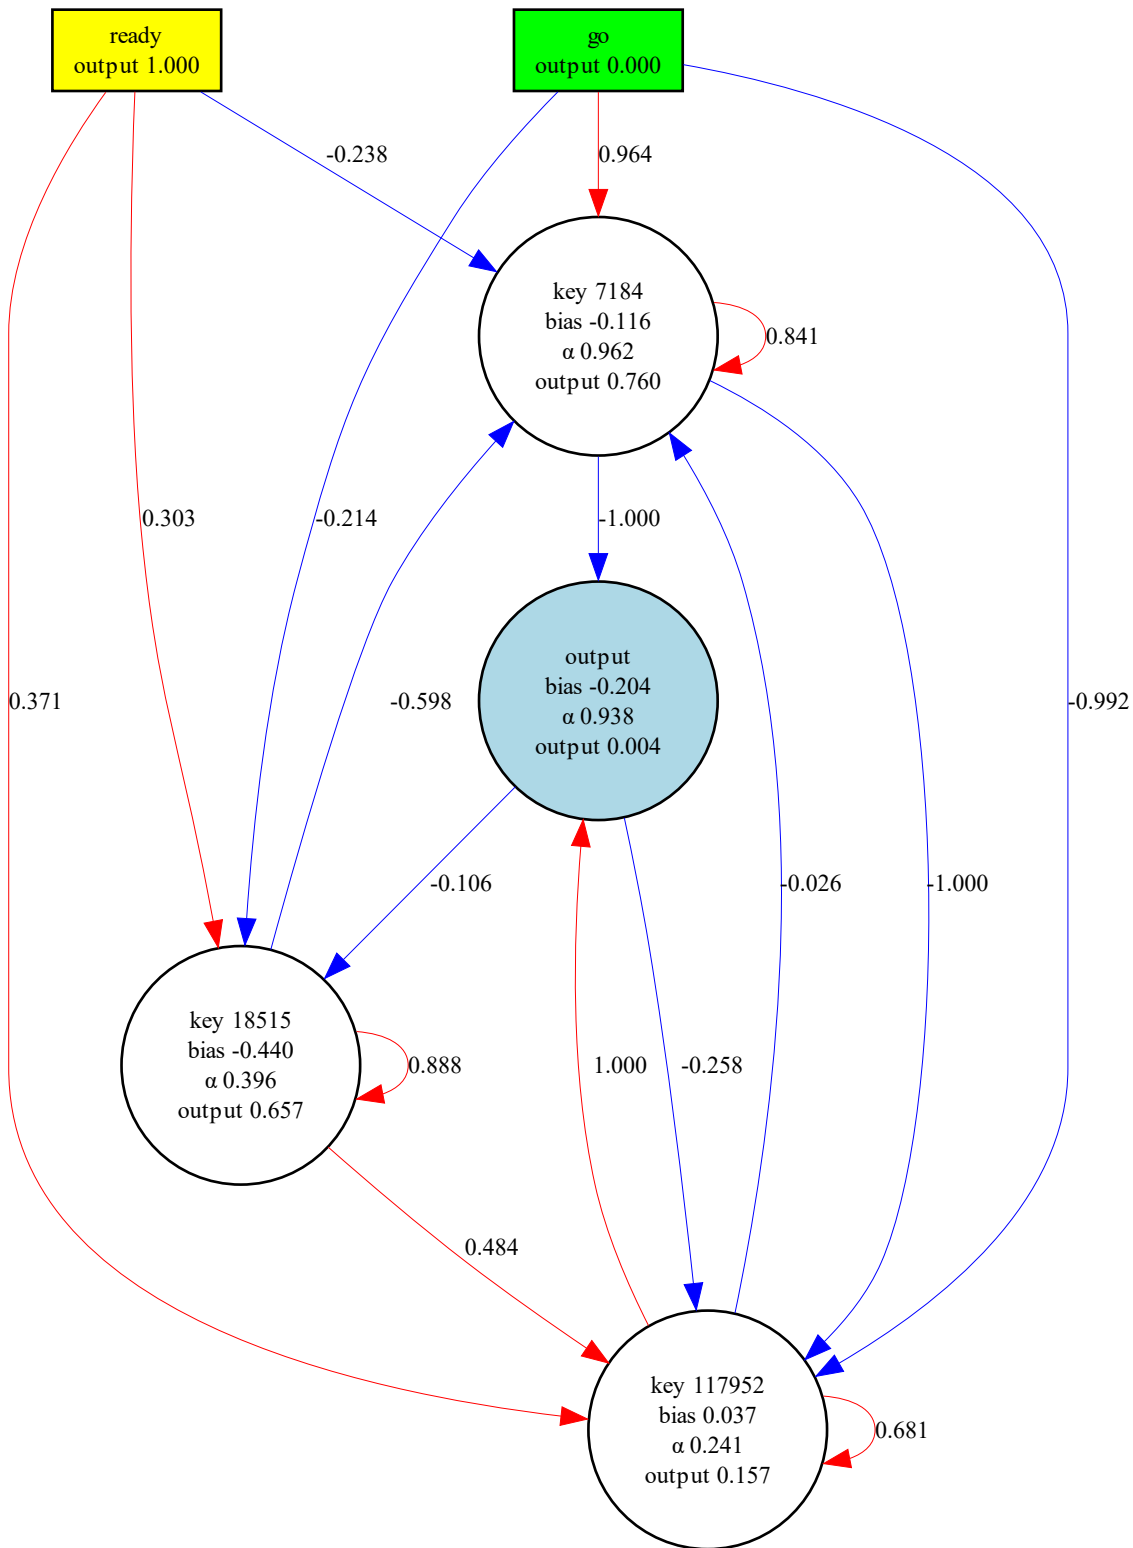 ready
output 1.000
go
output 0.000
-0.238
0.964
key 7184
bias -0.116
α 0.962
output 0.760
0.841
0.303
-0.214
-1.000
output
bias -0.204
α 0.938
output 0.004
0.371
-0.598
-0.992
-0.106
-0.026
-1.000
key 18515
bias -0.440
α 0.396
output 0.657
0.888
1.000
-0.258
0.484
key 117952
bias 0.037
α 0.241
output 0.157
0.681